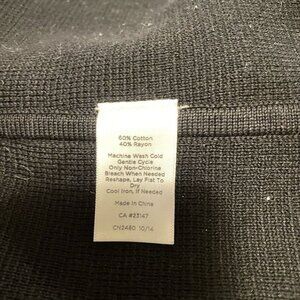 60% Cotton
40% Rayon
Machine Wash Cold
Gentle Cycle
Only Non-Chlorine
Bleach When Needed
Reshape, Lay Flat To
Dry
Cool Iron, If Needed
Made In China
CA #23147
CN2480 10/14